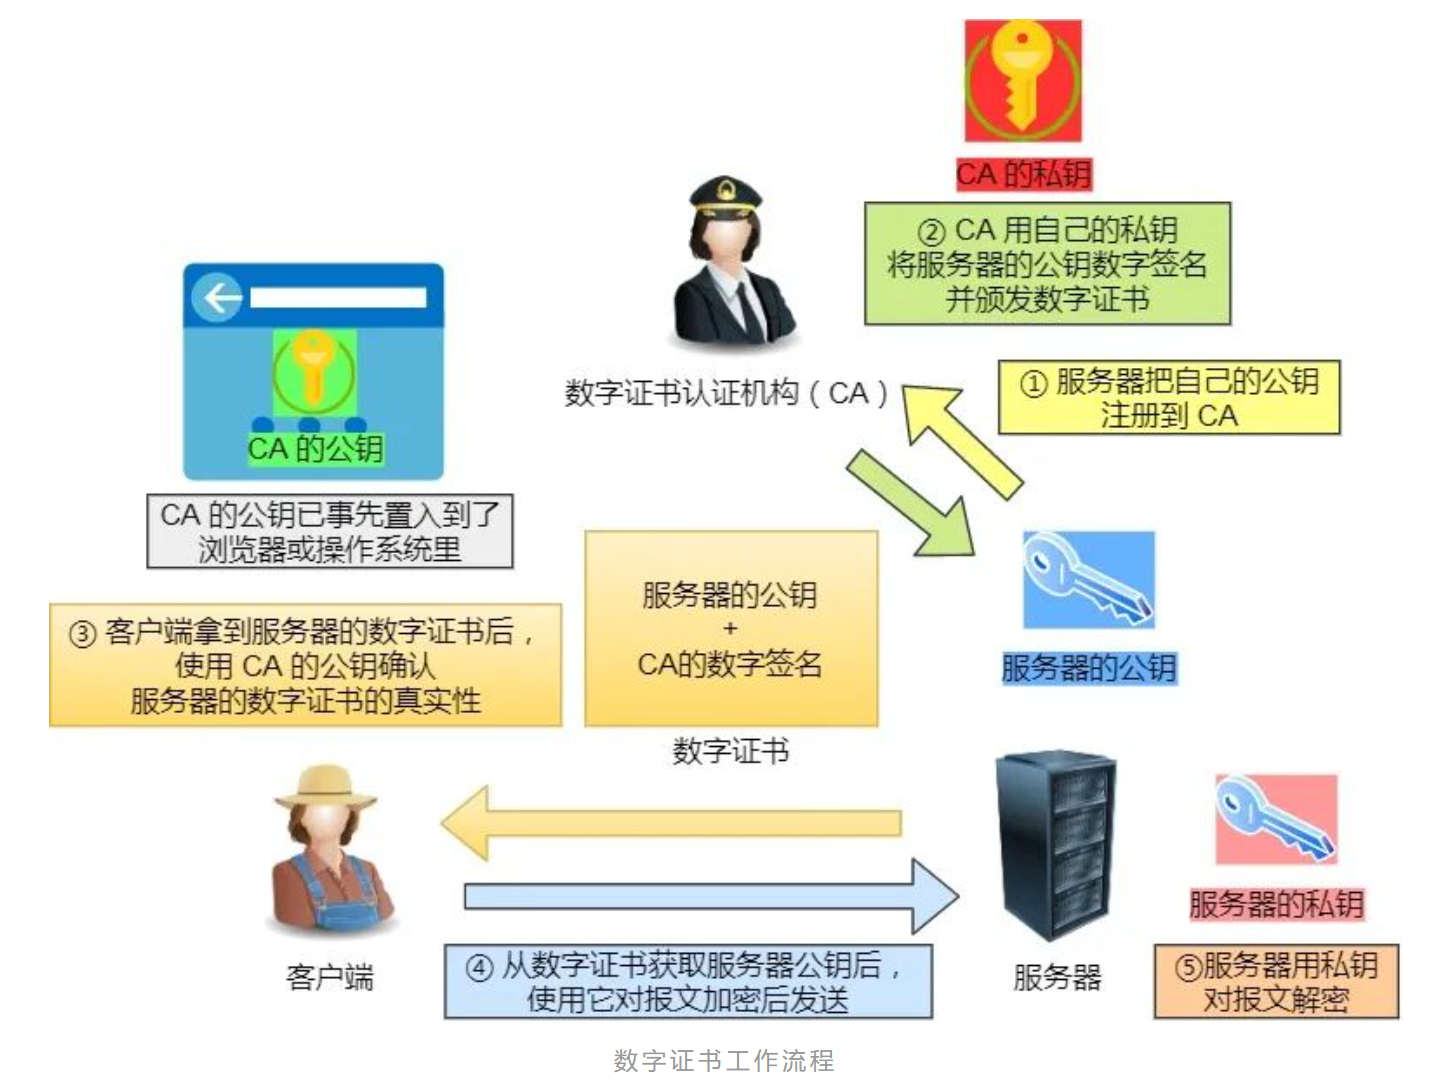 CA 的私钥
② CA 用自己的私钥
将服务器的公钥数字签名
并颁发数字证书
数字证书认证机构（CA）
① 服务器把自己的公钥
注册到 CA
CA 的公钥
CA 的公钥已事先置入到了
浏览器或操作系统里
③ 客户端拿到服务器的数字证书后，
使用 CA 的公钥确认
服务器的数字证书的真实性
服务器的公钥
+
CA的数字签名
数字证书
服务器的公钥
服务器的私钥
客户端
④ 从数字证书获取服务器公钥后，
使用它对报文加密后发送
服务器
⑤服务器用私钥
对报文解密
数字证书工作流程